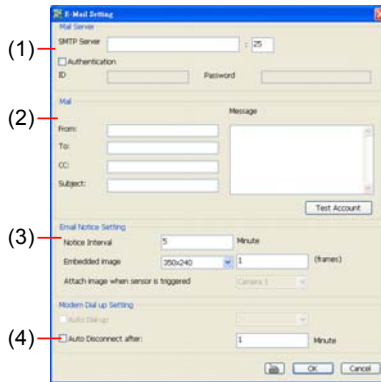 E-Mail Setting
Mail Server
(1)
SMTP Server : 25
Authentication
ID Password
Mail
(2)
Message
From:
To:
CC:
Subject:
Test Account
Email Notice Setting
(3)
Notice Interval 5 Minute
Embedded image 350x240 1 (frames)
Attach image when sensor is triggered Camera 1
Modem Dial up Setting
Auto Dial up
(4)
Auto Disconnect after: 1 Minute
OK Cancel